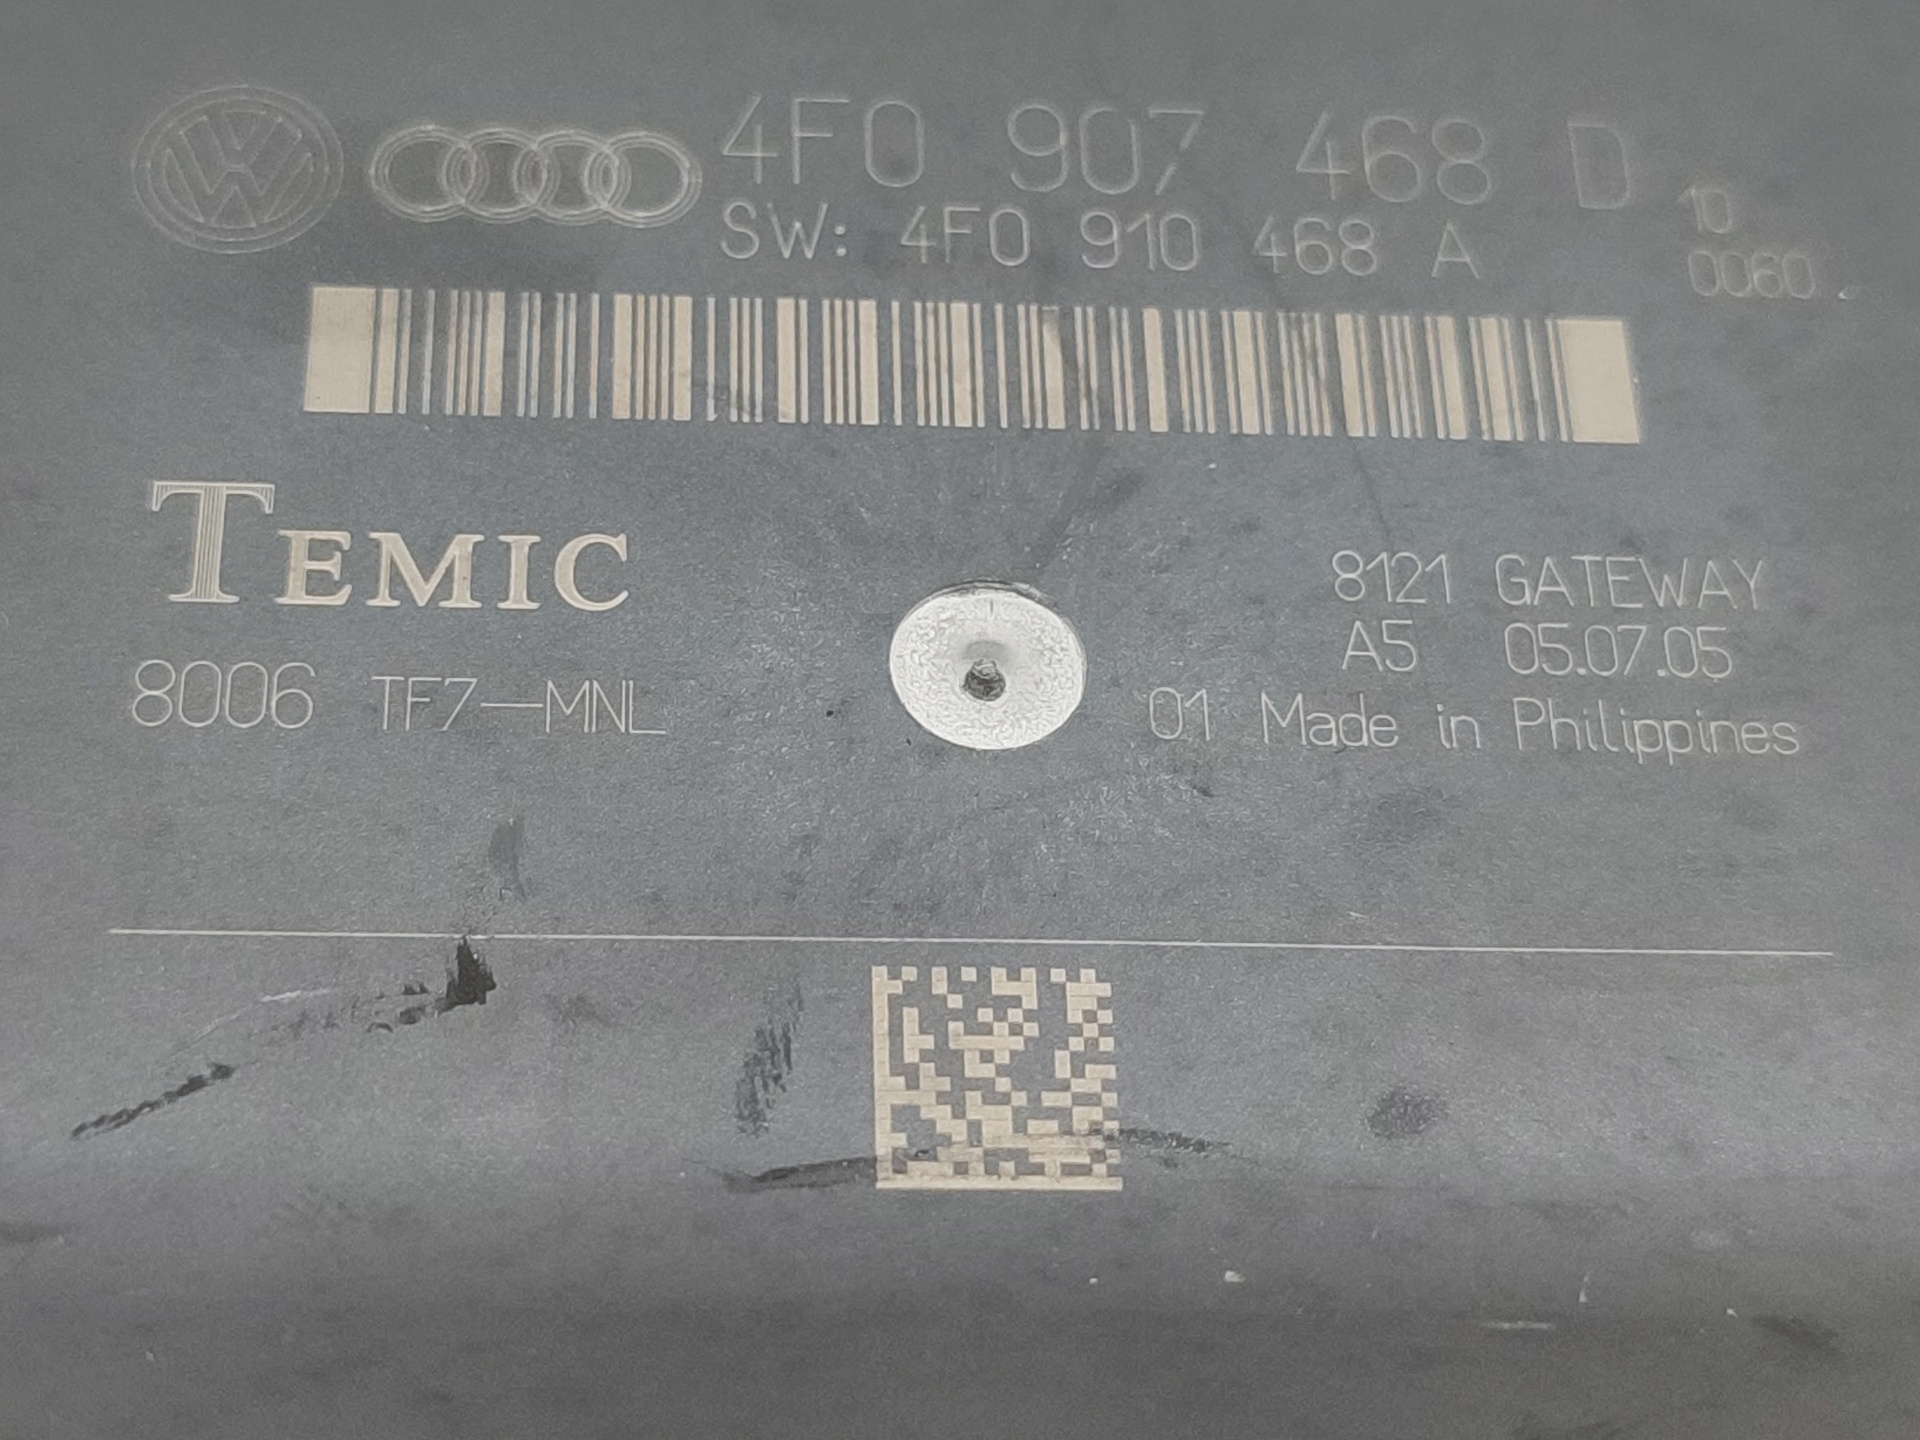 4F0 907 468 D
SW: 4F0 910 468 A
10
0060
TEMIC
8006 TF7-MNL
8121 GATEWAY
A5 05.07.05
01 Made in Philippines